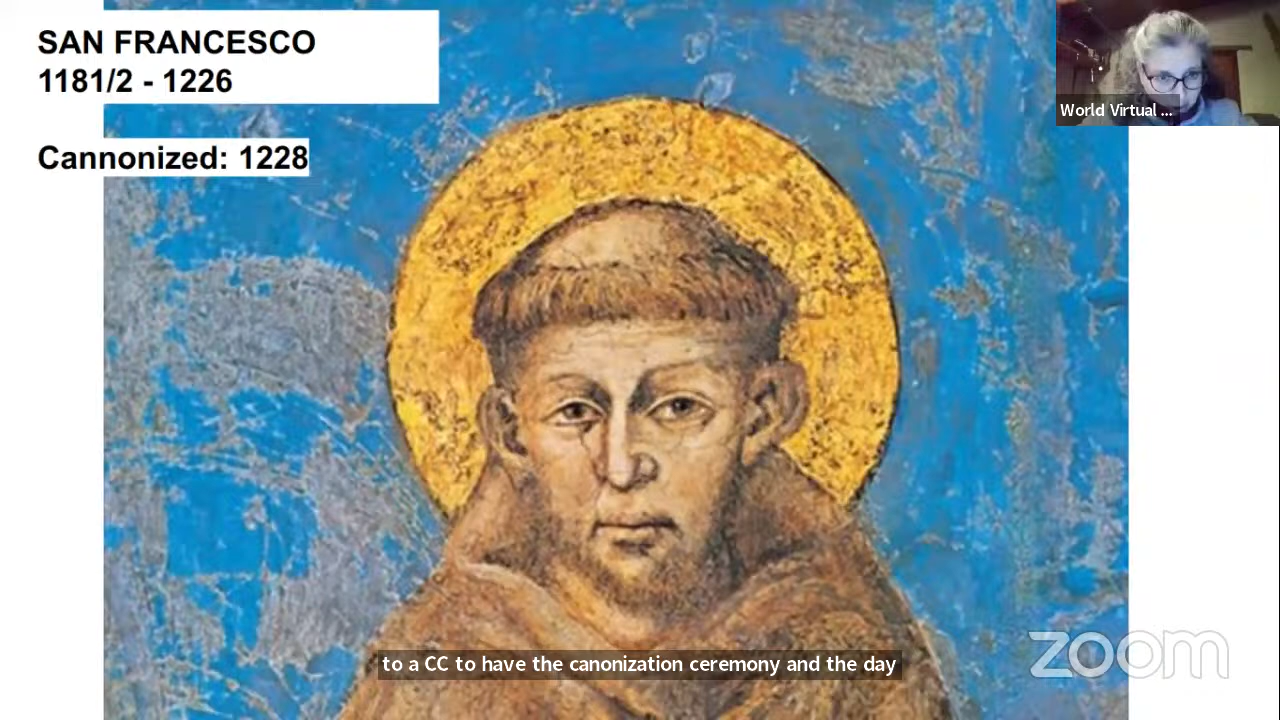 SAN FRANCESCO
1181/2 - 1226
Cannonized: 1228
World Virtual ...
to a CC to have the canonization ceremony and the day
zoom